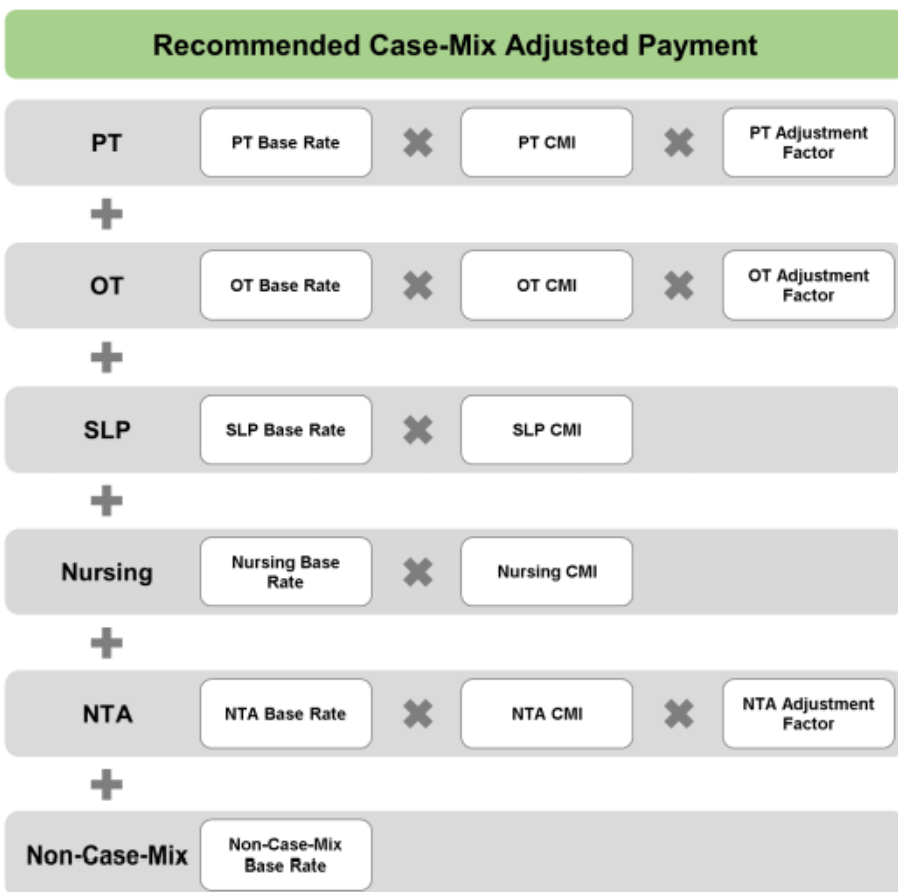 Recommended Case-Mix Adjusted Payment
PT
PT Base Rate
PT CMI
PT Adjustment
Factor
OT
OT Base Rate
OT CMI
OT Adjustment
Factor
SLP
SLP Base Rate
SLP CMI
Nursing
Nursing Base
Rate
Nursing CMI
NTA
NTA Base Rate
NTA CMI
NTA Adjustment
Factor
Non-Case-Mix
Non-Case-Mix
Base Rate